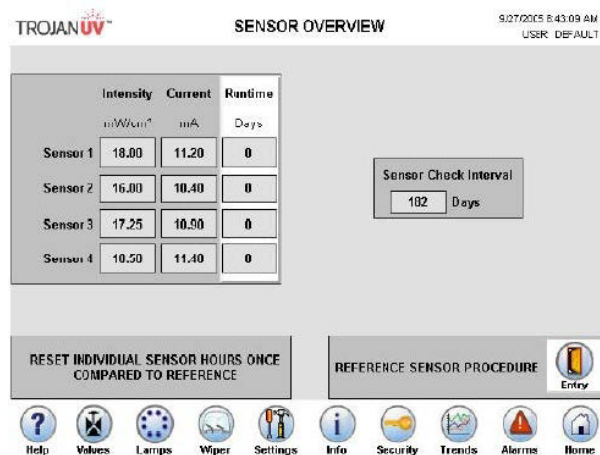 TROJANUV™
SENSOR OVERVIEW
9/27/2005 8:43:09 AM
USER: DEFAULT
Intensity Current Runtime
mW/cm² mA Days
Sensor 1 18.00 11.20 0
Sensor 2 16.00 10.40 0
Sensor 3 17.25 10.90 0
Sensor 4 10.50 11.40 0
Sensor Check Interval
182 Days
RESET INDIVIDUAL SENSOR HOURS ONCE
COMPARED TO REFERENCE
REFERENCE SENSOR PROCEDURE
Entry
Help Valves Lamps Wiper Settings Info Security Trends Alarms Home